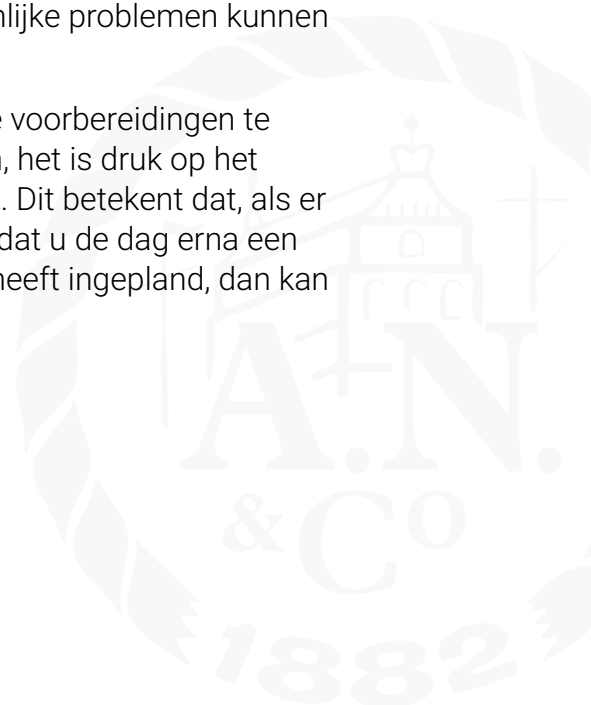 nlijke problemen kunnen
voorbereidingen te
, het is druk op het
. Dit betekent dat, als er
dat u de dag erna een
heeft ingepland, dan kan
A.N.
& Co
1882